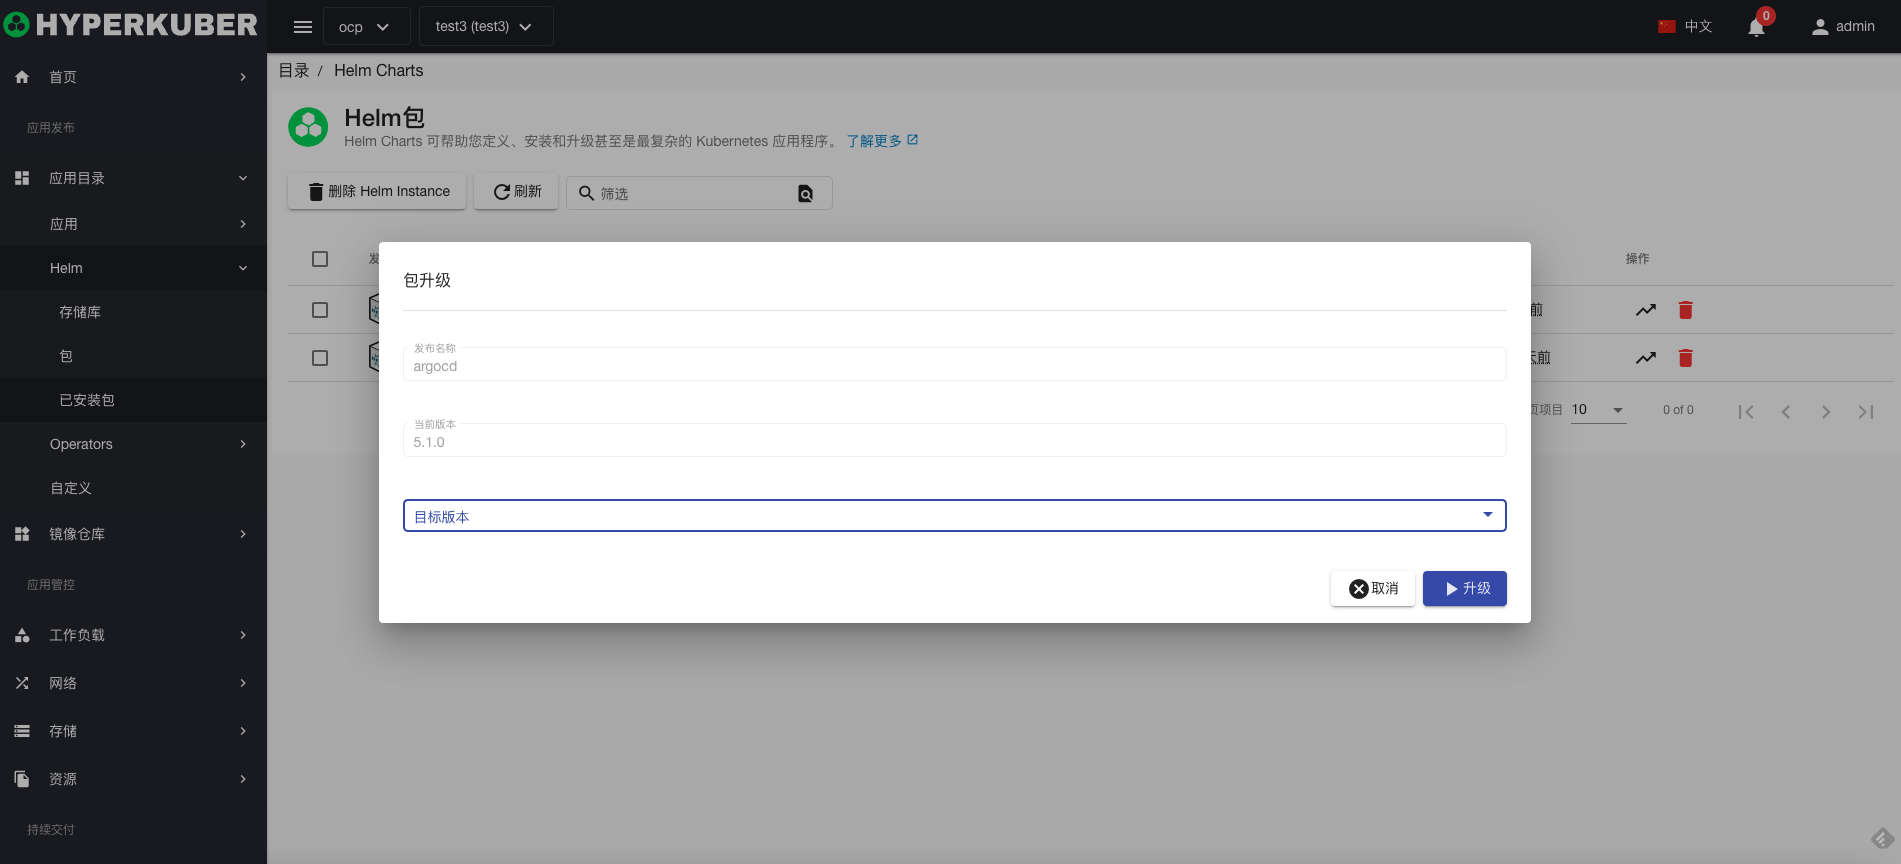 HYPERKUBER
ocp
test3 (test3)
中文
0
admin
首页
应用发布
应用目录
应用
Helm
存储库
包
已安装包
Operators
自定义
镜像仓库
应用管控
工作负载
网络
存储
资源
持续交付
目录 / Helm Charts
Helm包
Helm Charts 可帮助您定义、安装和升级甚至是最复杂的 Kubernetes 应用程序。 了解更多
删除 Helm Instance
刷新
筛选
操作
前
天前
页项目 10
0 of 0
包升级
发布名称
argocd
当前版本
5.1.0
目标版本
取消
升级